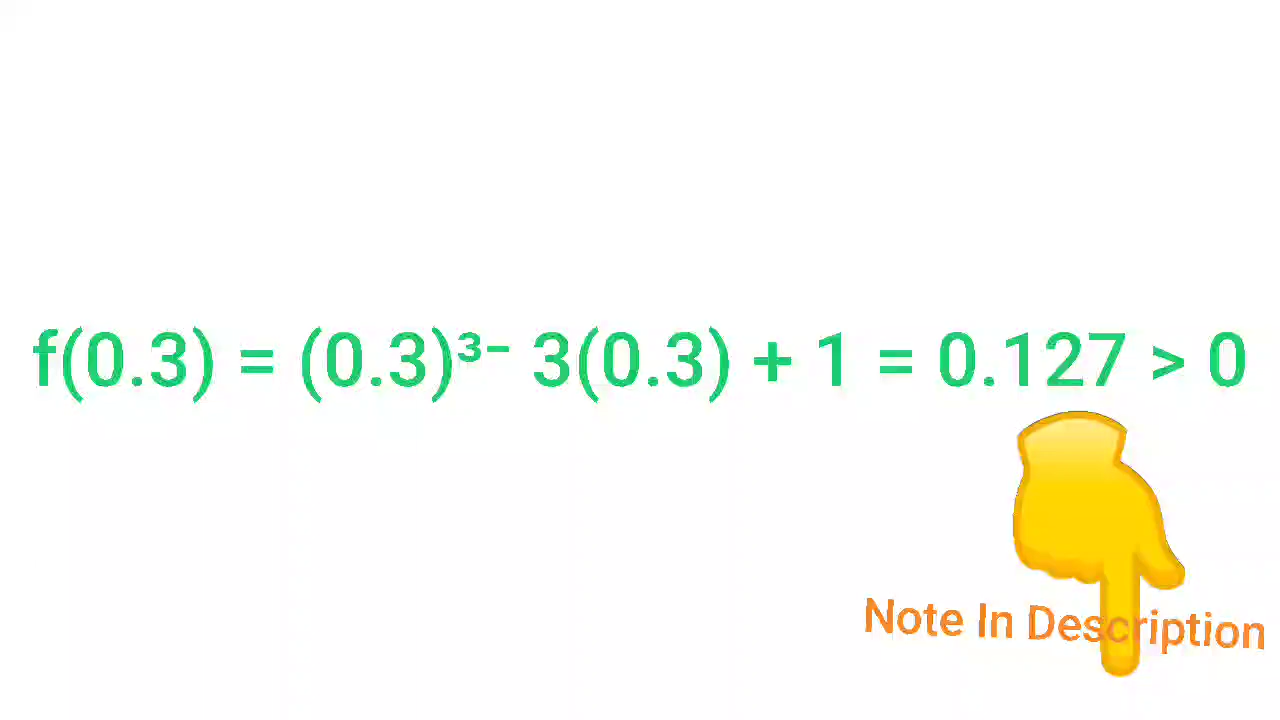 f(0.3) = (0.3)³⁻ 3(0.3) + 1 = 0.127 > 0
Note In Description